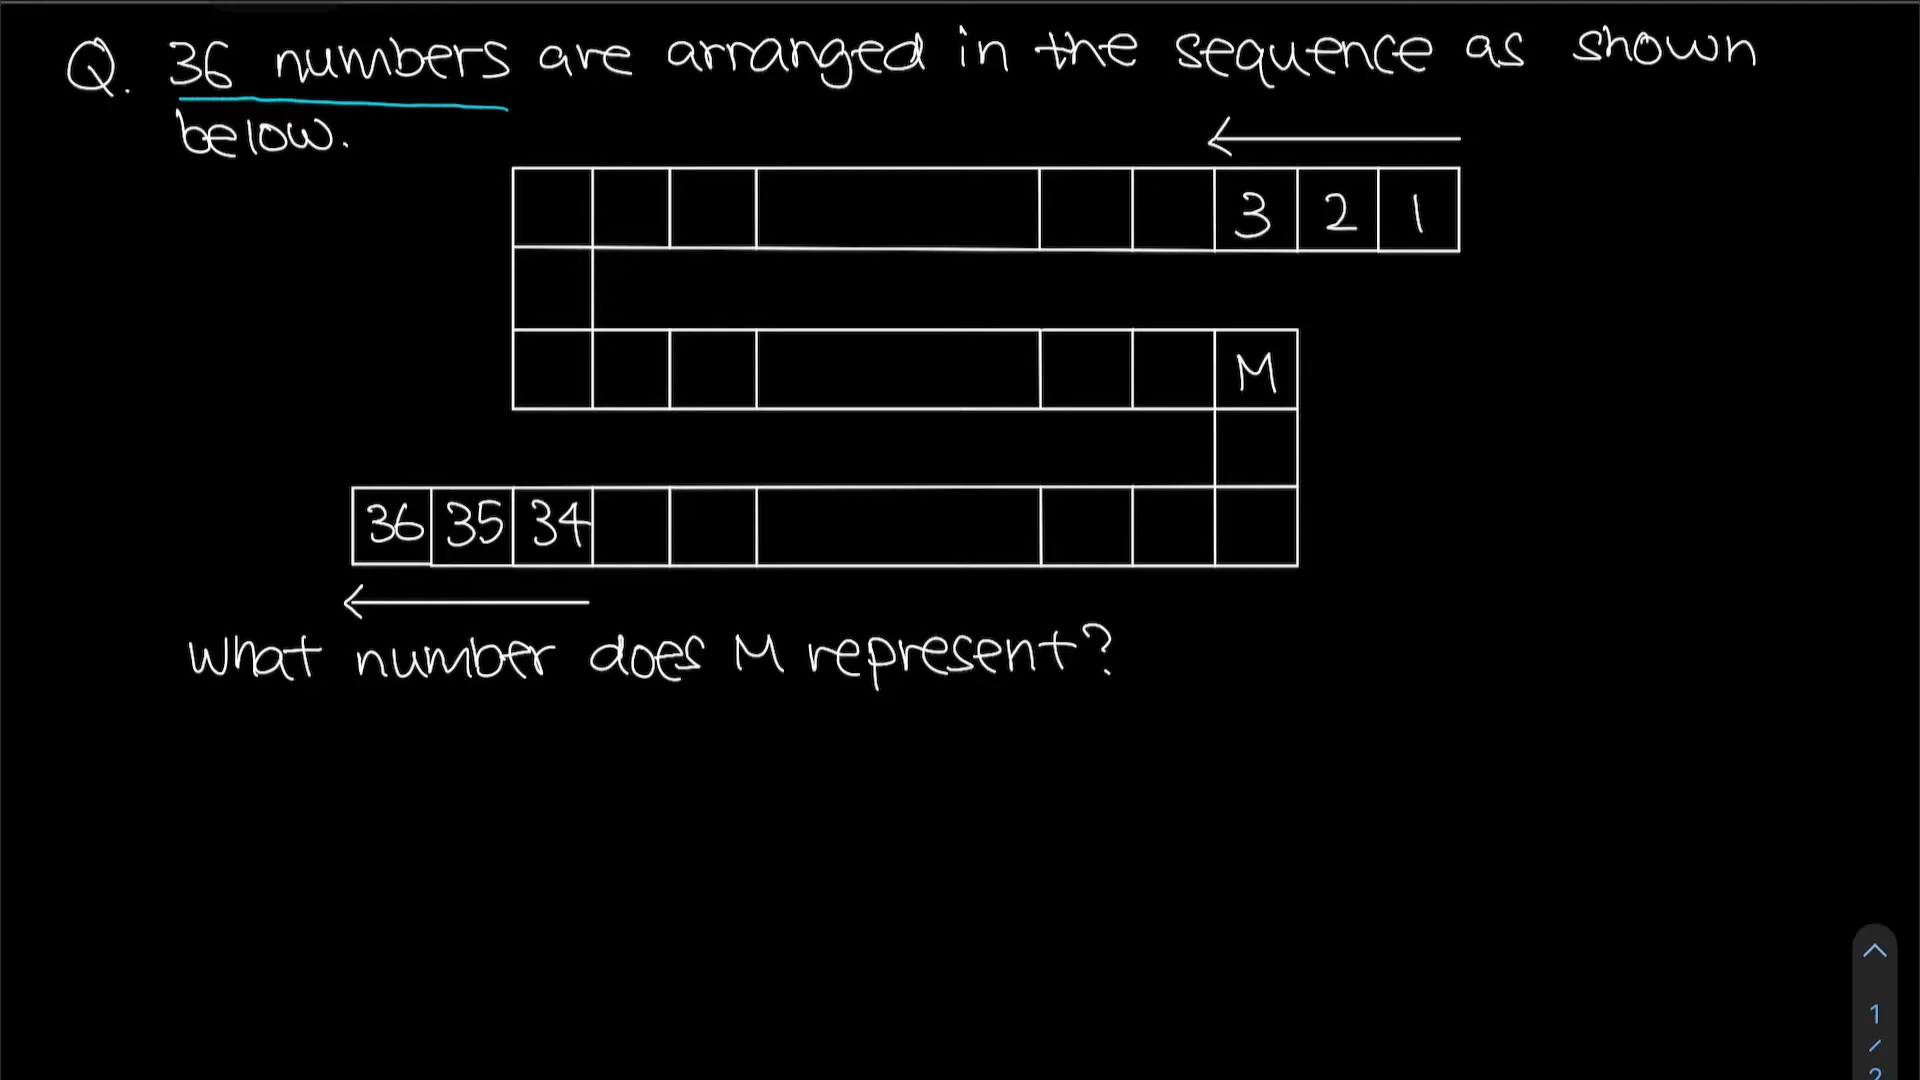 Q. 36 numbers are arranged in the sequence as shown
below.
3 2 1
M
36 35 34
What number does M represent?
1
/
2